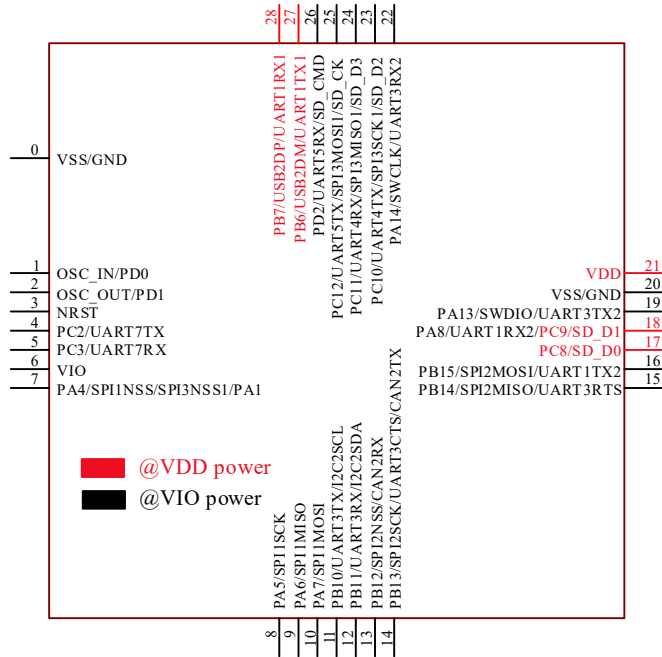 28
27
26
25
24
23
22
PB7/USB2DP/UART1RX1
PB6/USB2DM/UART1TX1
PD2/UART5RX/SD_CMD
PC12/UART5TX/SPI3MOSI1/SD_CK
PC11/UART4RX/SPI3MISO1/SD_D3
PC10/UART4TX/SPI3SCK1/SD_D2
PA14/SWCLK/UART3RX2
0 VSS/GND
1 OSC_IN/PD0
2 OSC_OUT/PD1
3 NRST
4 PC2/UART7TX
5 PC3/UART7RX
6 VIO
7 PA4/SPI1NSS/SPI3NSS1/PA1
VDD 21
VSS/GND 20
PA13/SWDIO/UART3TX2 19
PA8/UART1RX2/PC9/SD_D1 18
PC8/SD_D0 17
PB15/SPI2MOSI/UART1TX2 16
PB14/SPI2MISO/UART3RTS 15
@VDD power
@VIO power
PA5/SPI1SCK
PA6/SPI1MISO
PA7/SPI1MOSI
PB10/UART3TX/I2C2SCL
PB11/UART3RX/I2C2SDA
PB12/SPI2NSS/CAN2RX
PB13/SPI2SCK/UART3CTS/CAN2TX
8
9
10
11
12
13
14